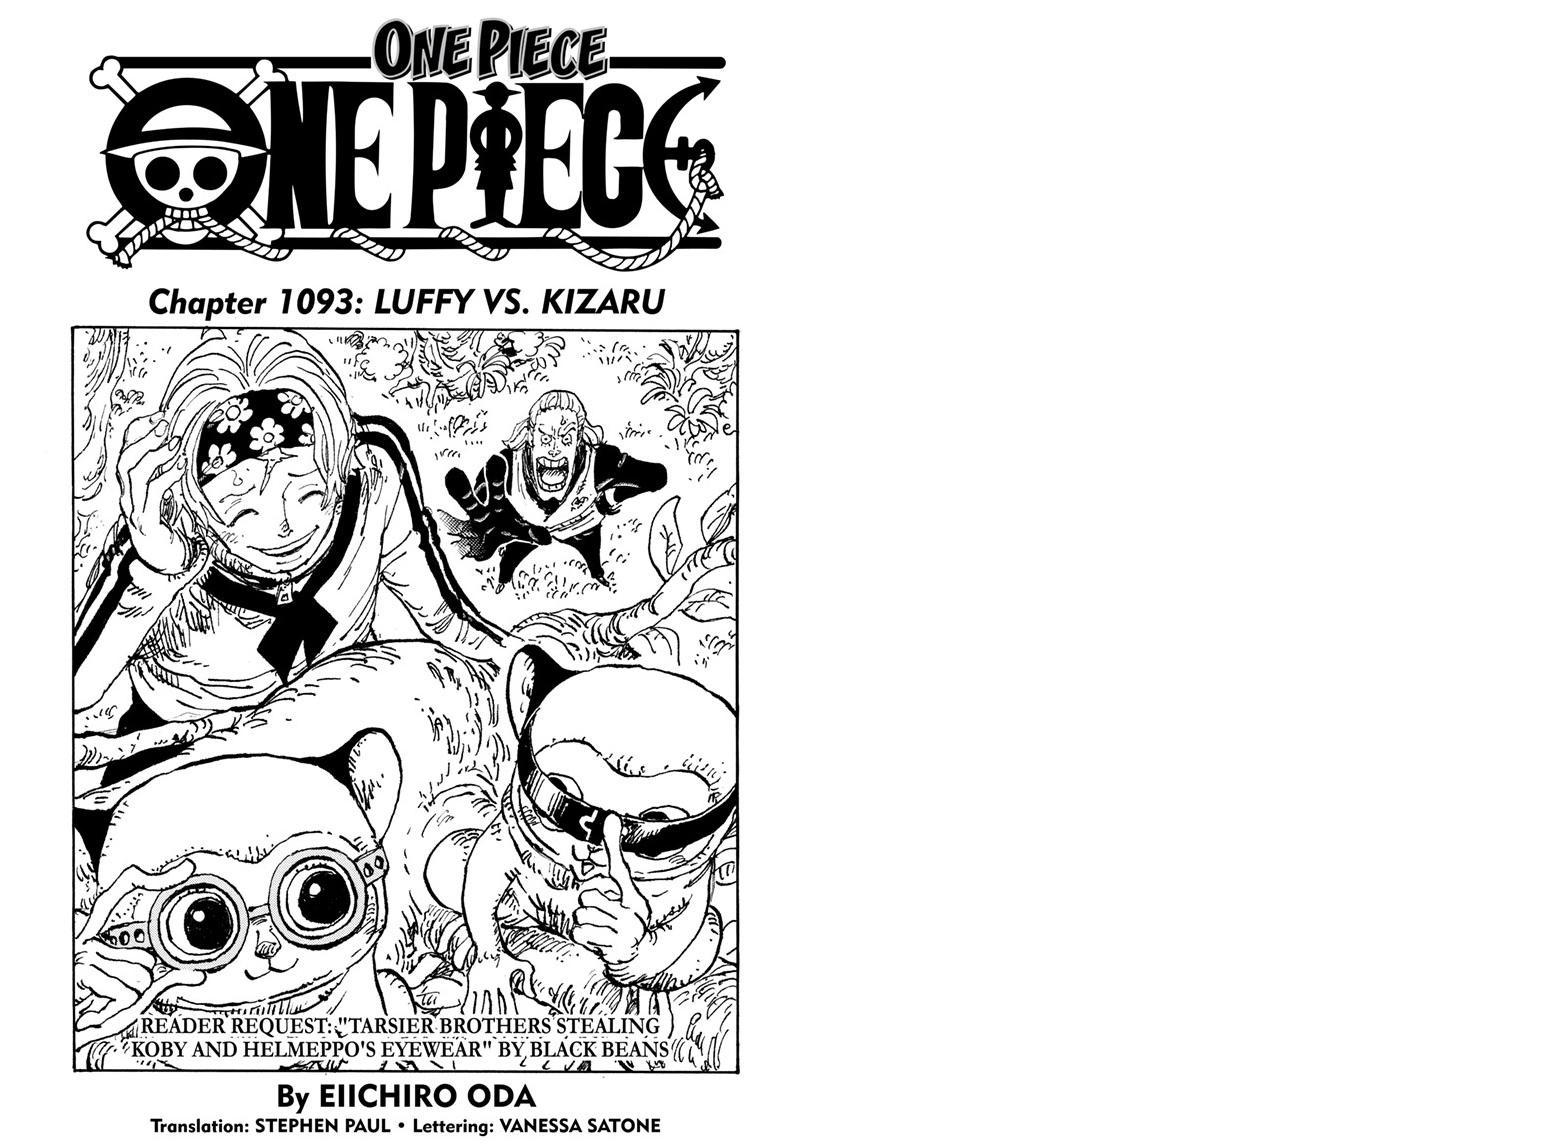 ONE PIECE
ONE PIECE
Chapter 1093: LUFFY VS. KIZARU
READER REQUEST: "TARSIER BROTHERS STEALING
KOBY AND HELMEPPO'S EYEWEAR" BY BLACK BEANS
By EIICHIRO ODA
Translation: STEPHEN PAUL • Lettering: VANESSA SATONE